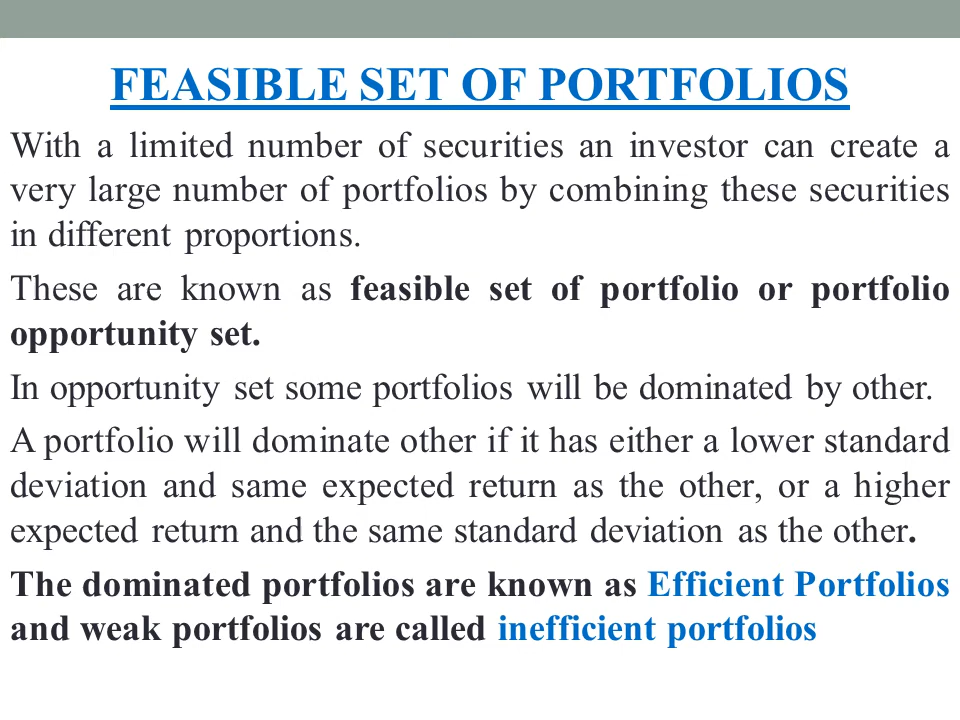 FEASIBLE SET OF PORTFOLIOS
With a limited number of securities an investor can create a
very large number of portfolios by combining these securities
in different proportions.
These are known as feasible set of portfolio or portfolio
opportunity set.
In opportunity set some portfolios will be dominated by other.
A portfolio will dominate other if it has either a lower standard
deviation and same expected return as the other, or a higher
expected return and the same standard deviation as the other.
The dominated portfolios are known as Efficient Portfolios
and weak portfolios are called inefficient portfolios